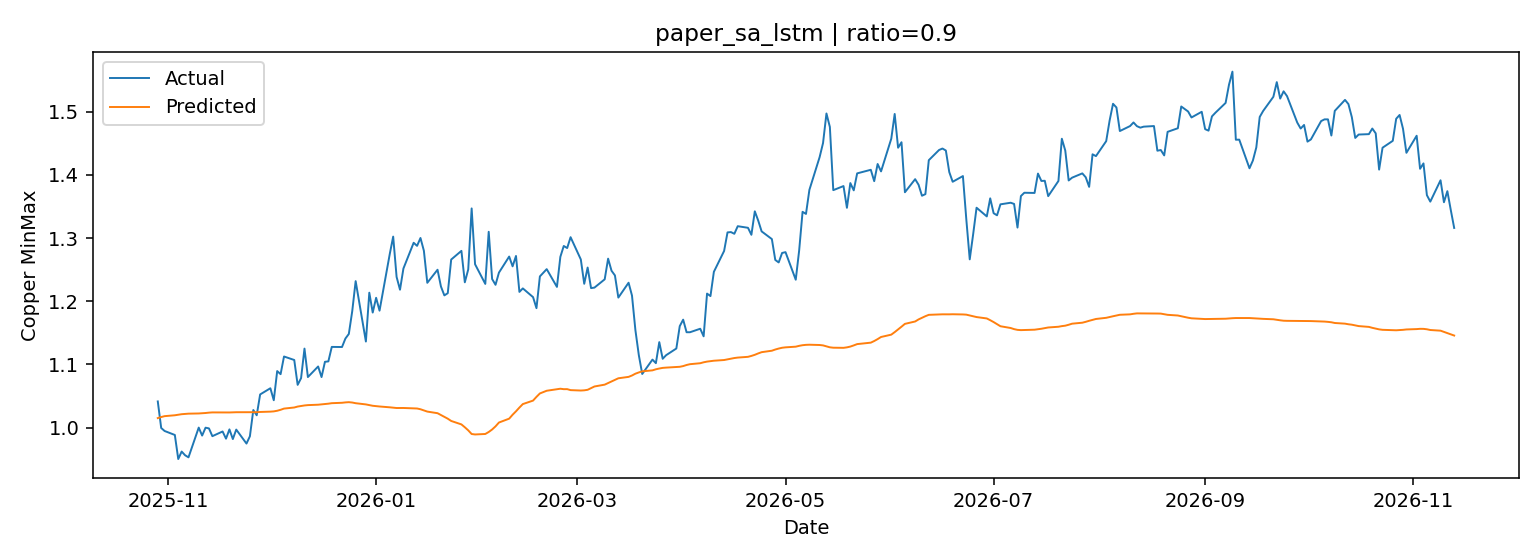 paper_sa_lstm | ratio=0.9
Actual
Predicted
Copper MinMax
1.5
1.4
1.3
1.2
1.1
1.0
2025-11
2026-01
2026-03
2026-05
2026-07
2026-09
2026-11
Date